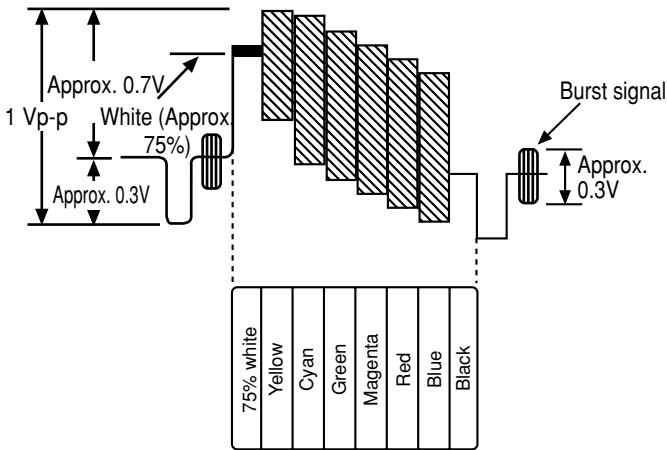 Approx. 0.7V
1 Vp-p
White (Approx.
75%)
Approx. 0.3V
Burst signal
Approx.
0.3V
75% white
Yellow
Cyan
Green
Magenta
Red
Blue
Black